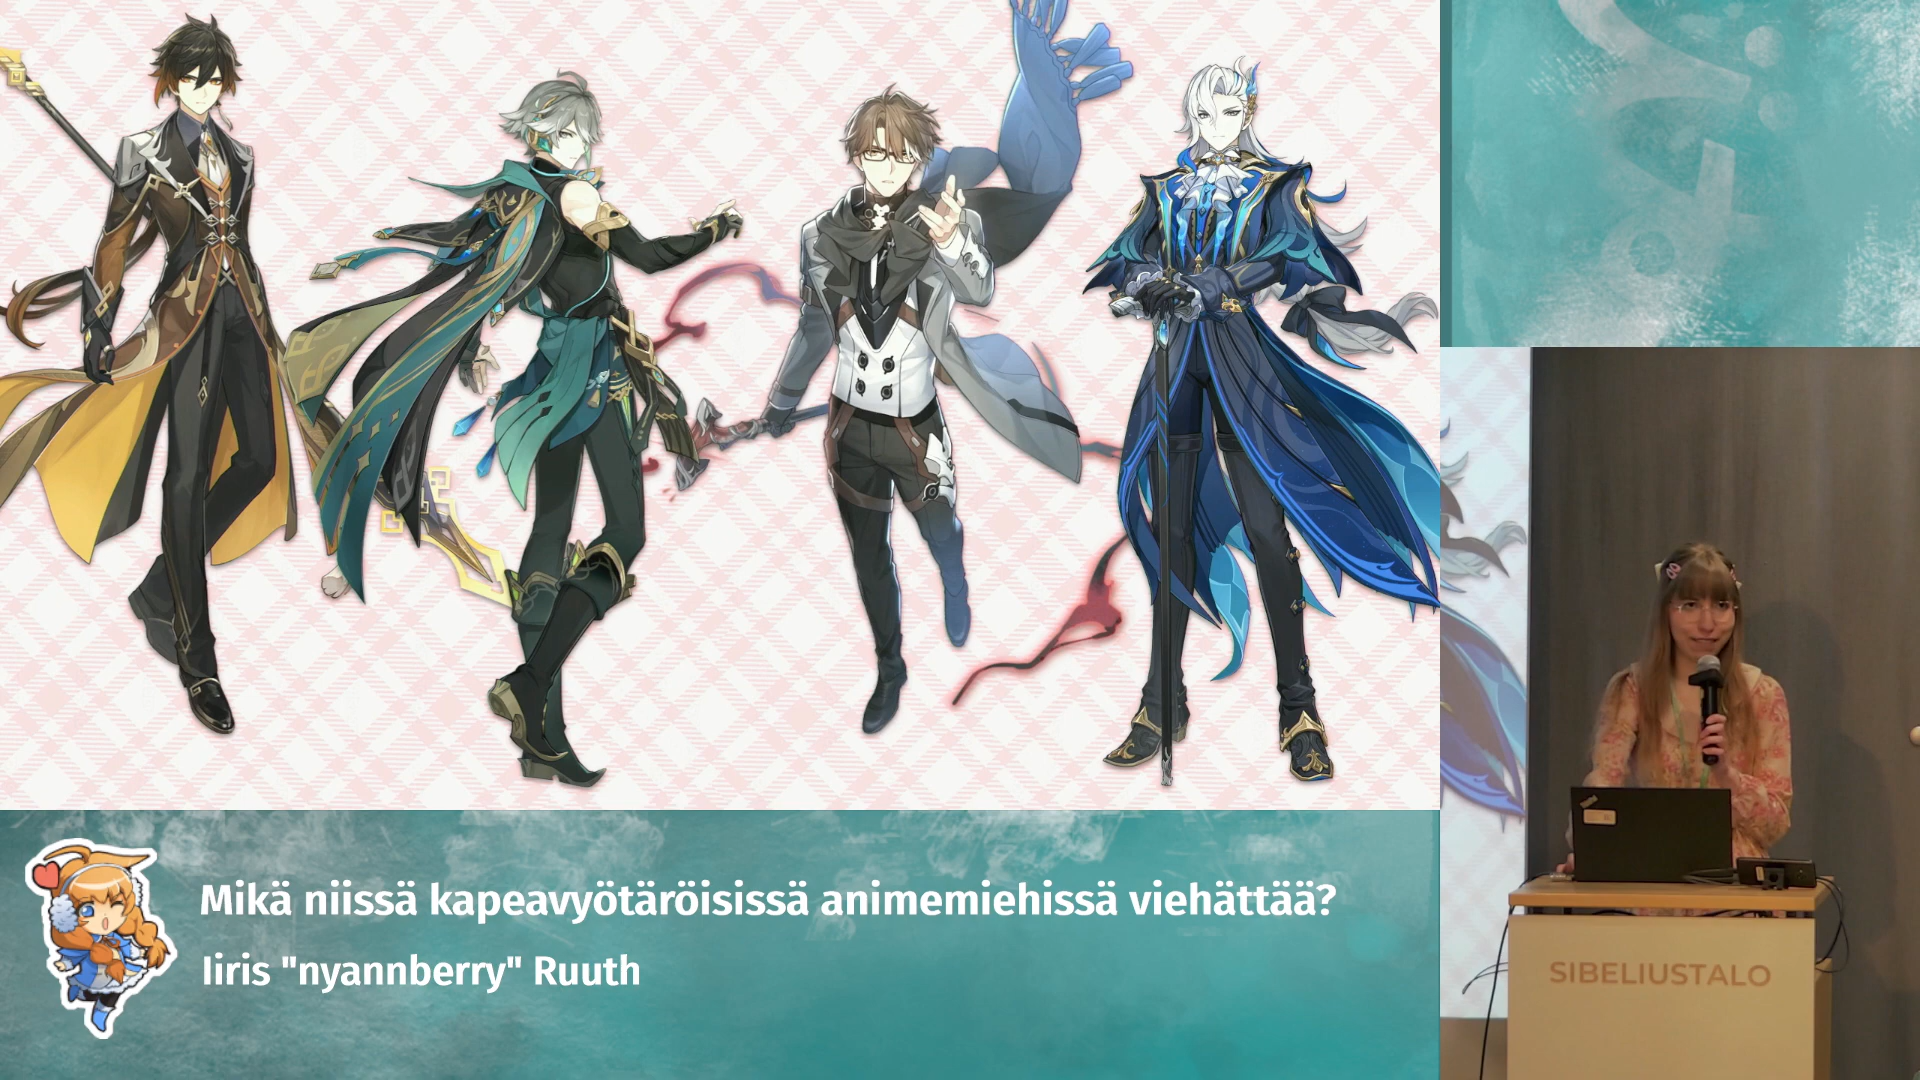 Mikä niissä kapeavyötäröisissä animemiehissä viehättää?
Iiris "nyannberry" Ruuth
SIBELIUSTALO